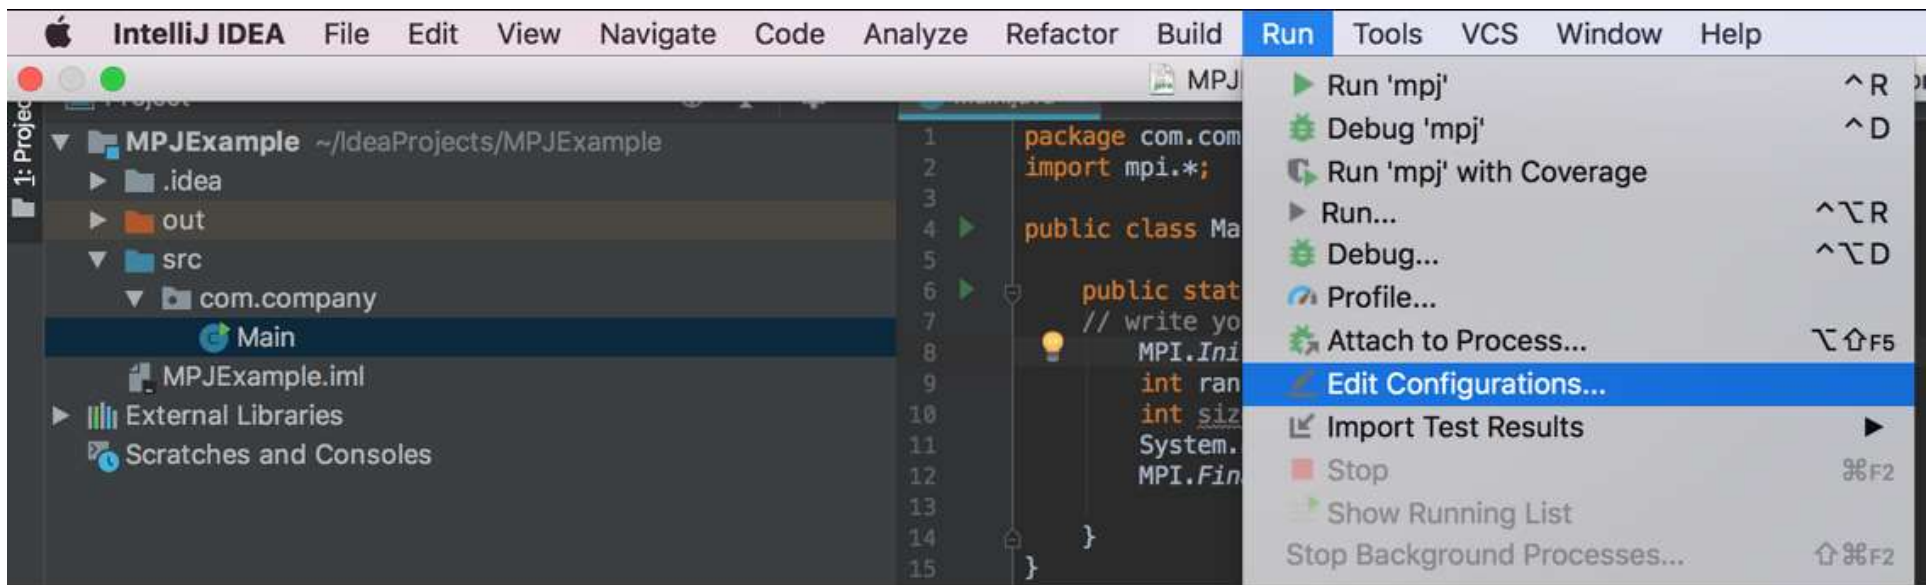 IntelliJ IDEA File Edit View Navigate Code Analyze Refactor Build Run Tools VCS Window Help
MPJ
1: Projec
MPJExample ~/IdeaProjects/MPJExample
.idea
out
src
com.company
Main
MPJExample.iml
External Libraries
Scratches and Consoles
1 package com.com
2 import mpi.*;
3
4 public class Ma
5
6 public stat
7 // write yo
8 MPI.Ini
9 int ran
10 int siz
11 System.
12 MPI.Fin
13
14 }
15 }
Run 'mpj' ^R
Debug 'mpj' ^D
Run 'mpj' with Coverage
Run... ^⌥R
Debug... ^⌥D
Profile...
Attach to Process... ⌥⇧F5
Edit Configurations...
Import Test Results
Stop ⌘F2
Show Running List
Stop Background Processes... ⇧⌘F2